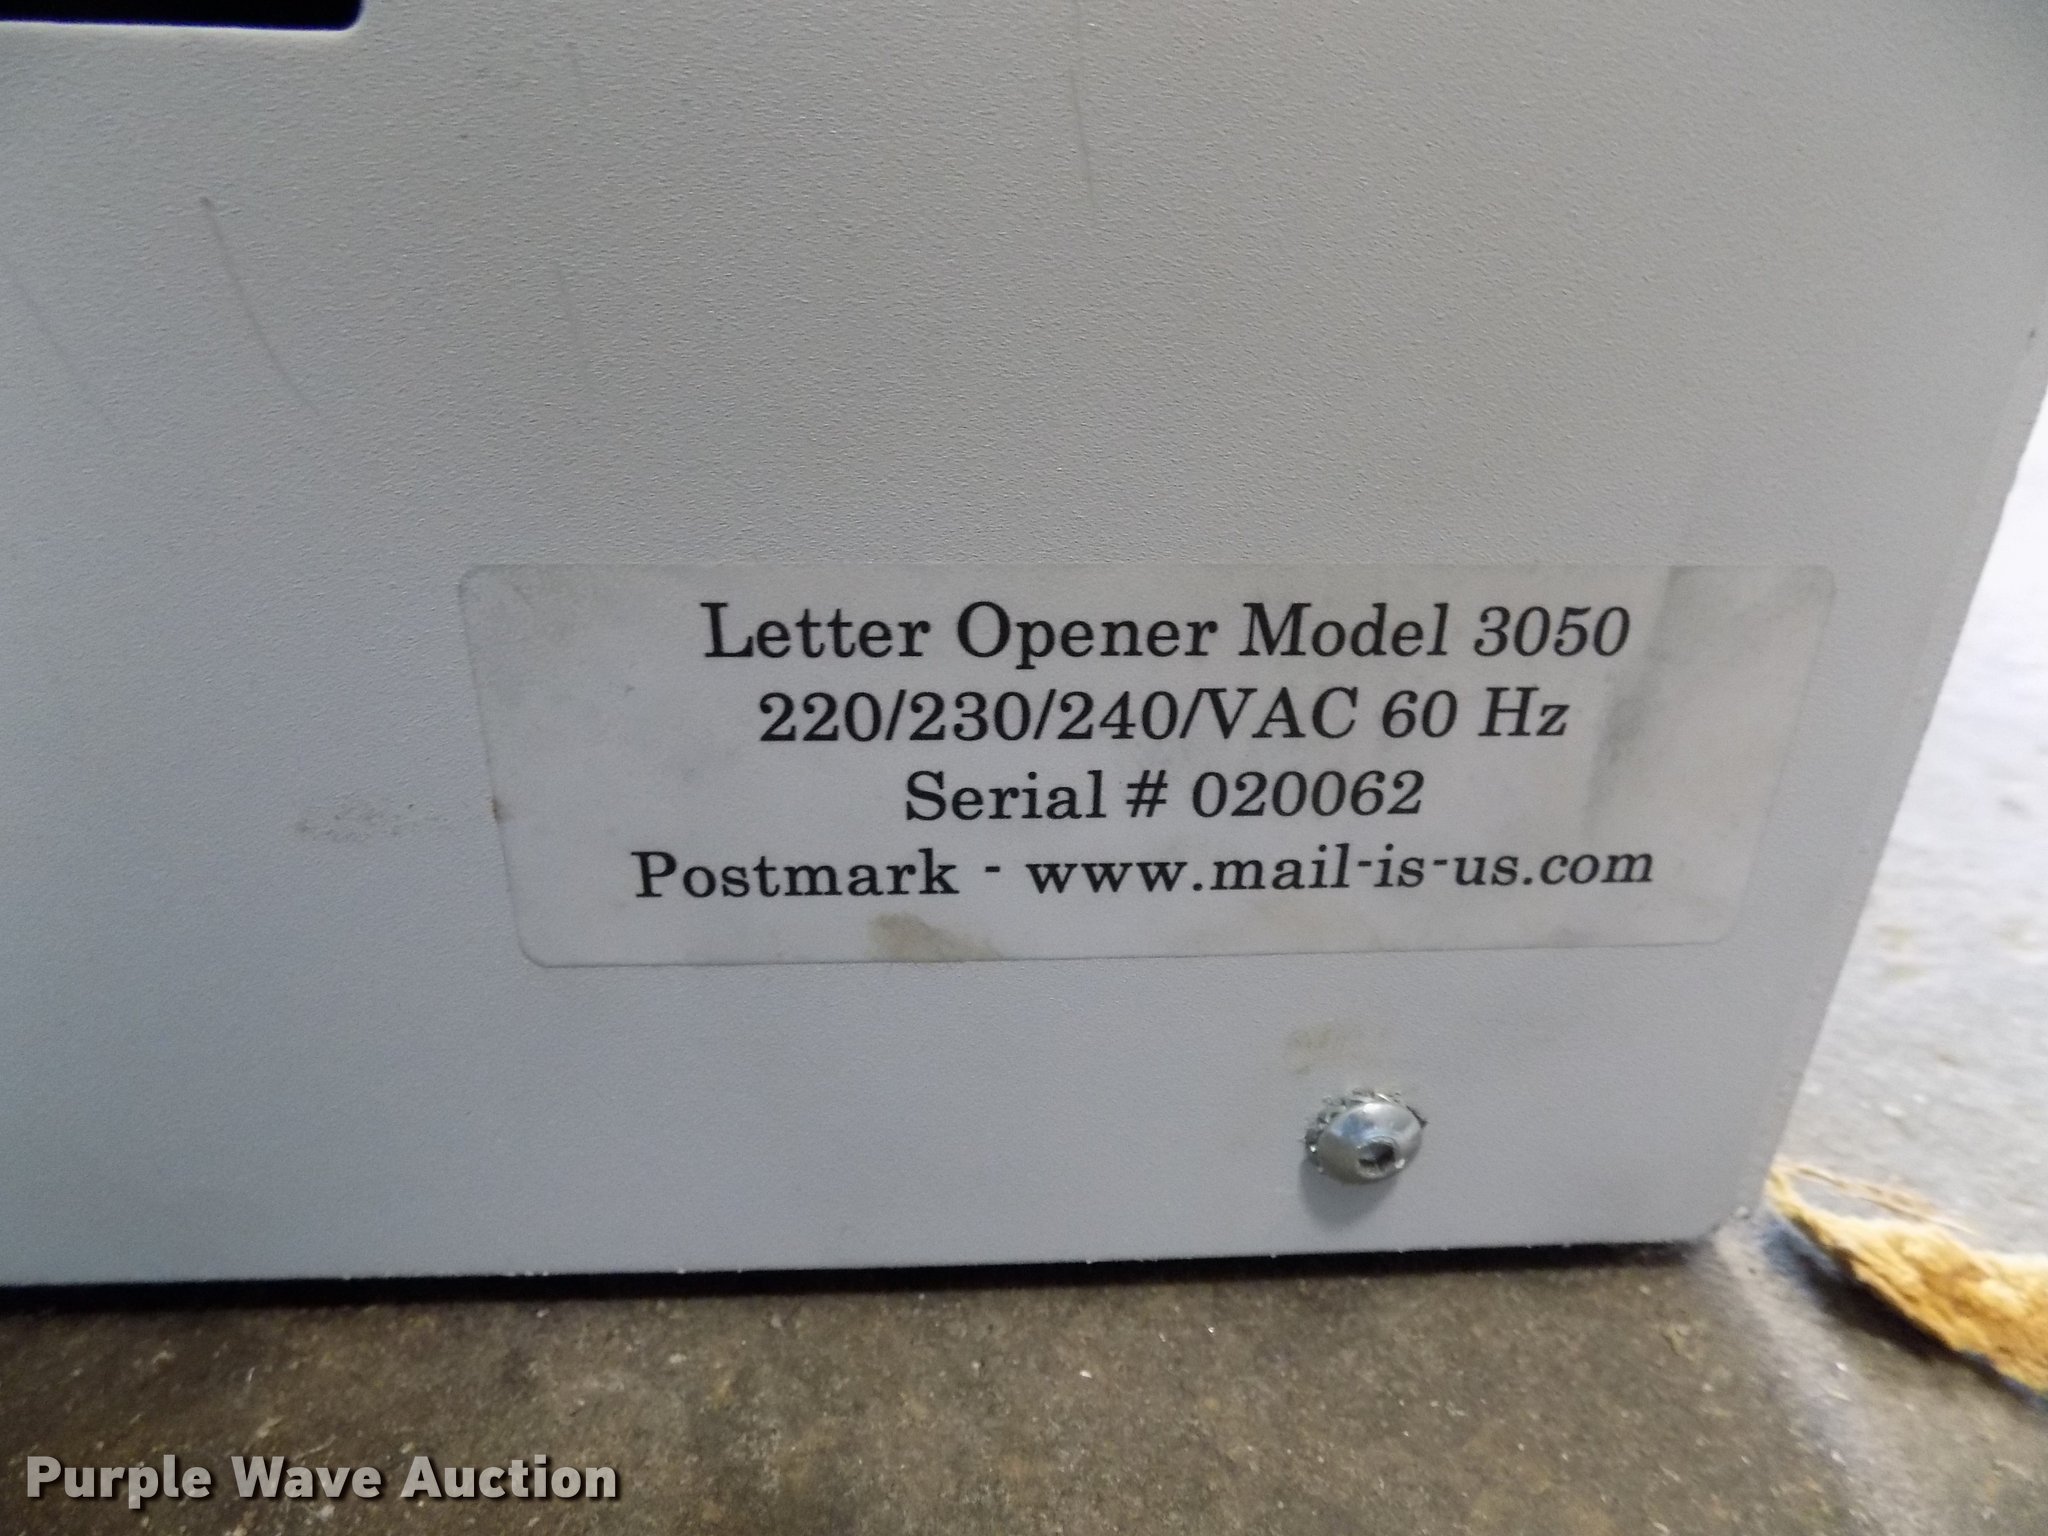 Letter Opener Model 3050
220/230/240/VAC 60 Hz
Serial # 020062
Postmark - www.mail-is-us.com
Purple Wave Auction